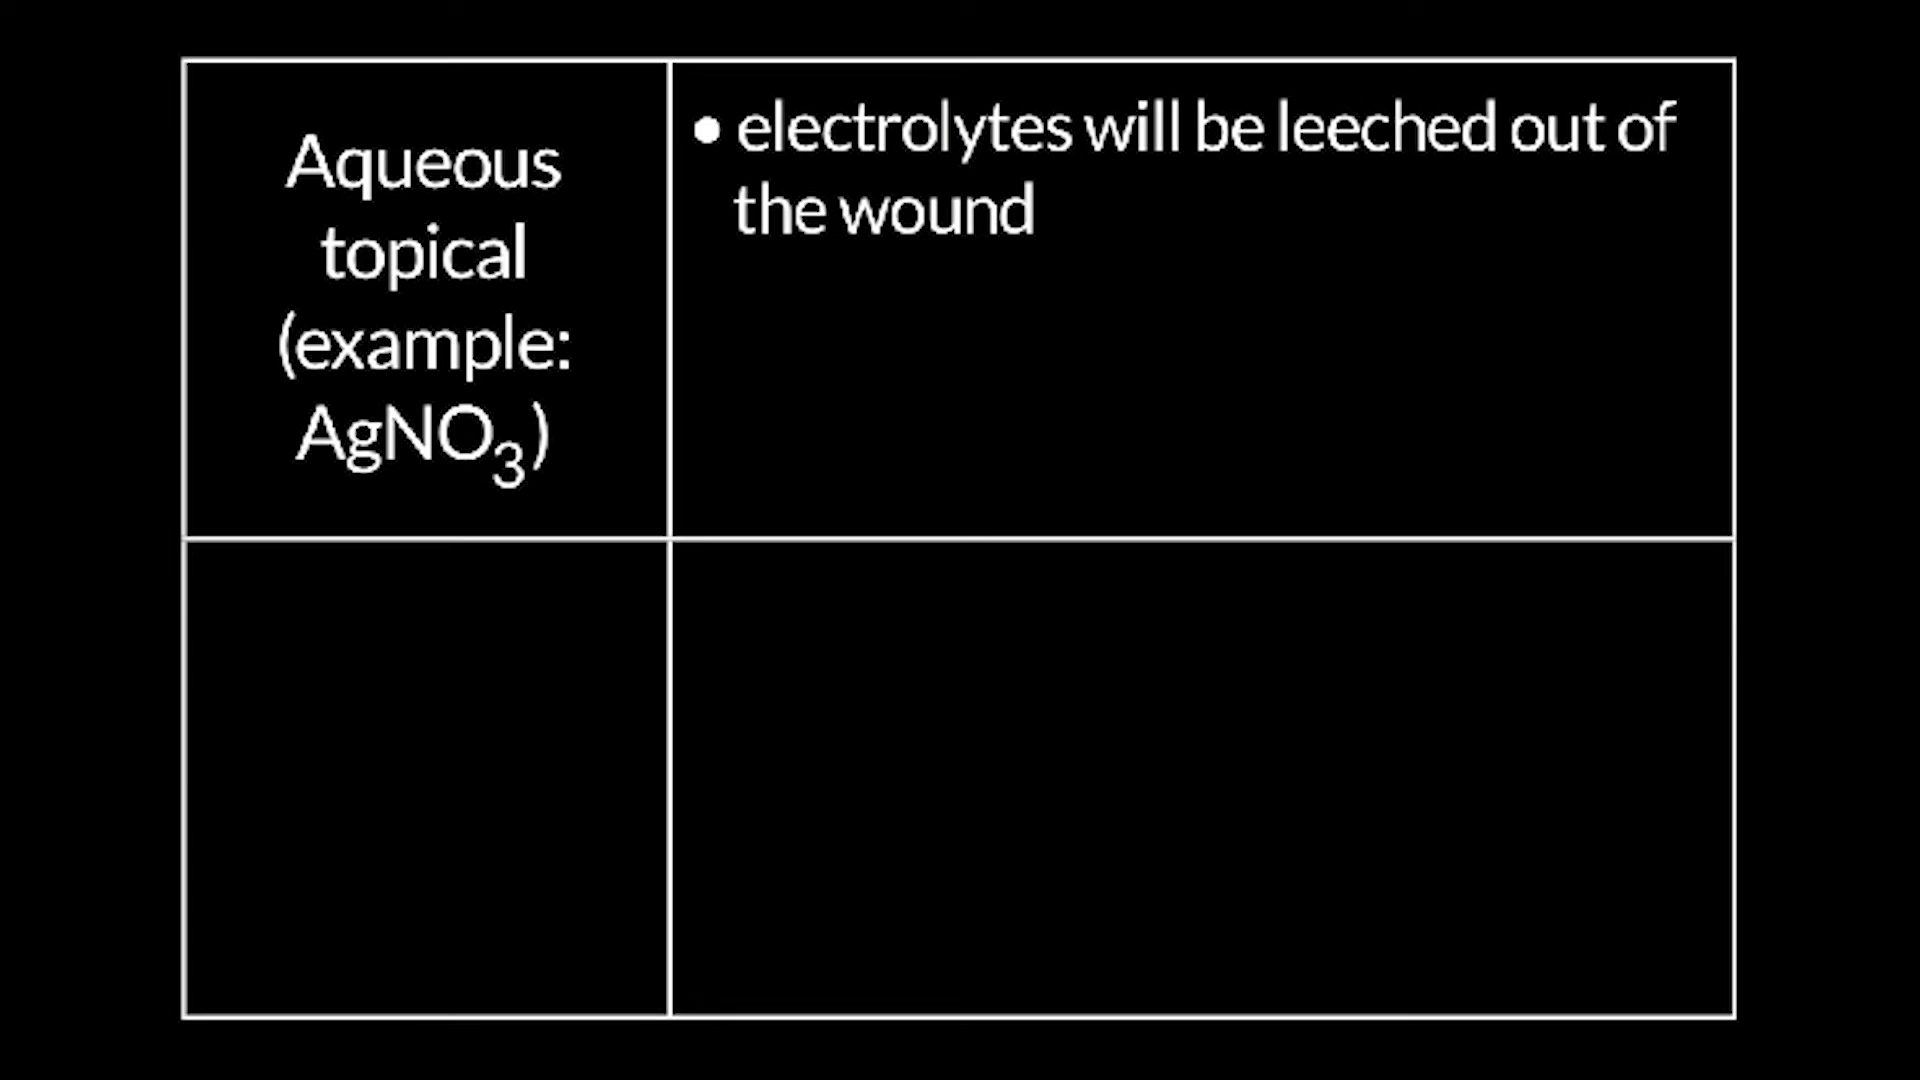 Aqueous
topical
(example:
AgNO₃)
• electrolytes will be leeched out of
the wound